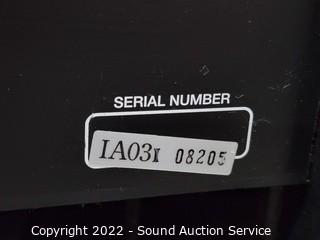 SERIAL NUMBER
IA03I 08205
Copyright 2022 - Sound Auction Service